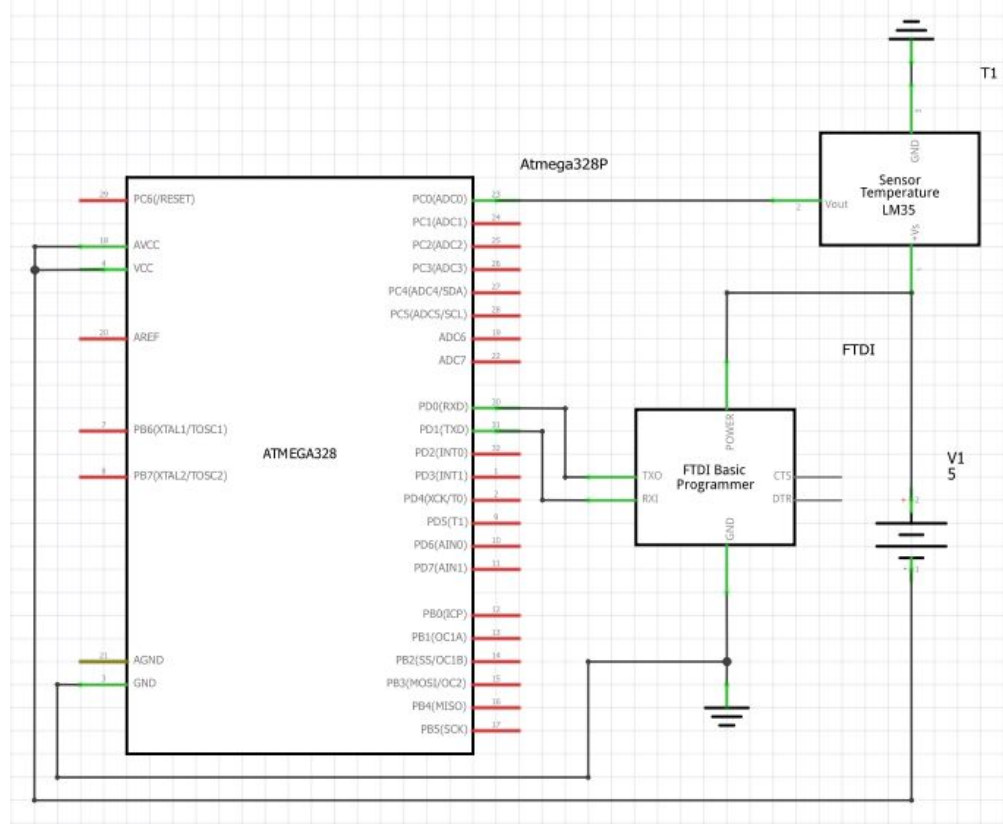 T1
GND
Sensor
Temperature
LM35
2
Vout
+Vs
Atmega328P
29
PC6(/RESET)
PC0(ADC0)
23
PC1(ADC1)
24
18
AVCC
PC2(ADC2)
25
4
VCC
PC3(ADC3)
26
PC4(ADC4/SDA)
27
PC5(ADC5/SCL)
28
20
AREF
ADC6
19
ADC7
22
FTDI
PD0(RXD)
30
7
PB6(XTAL1/TOSC1)
PD1(TXD)
31
ATMEGA328
PD2(INT0)
32
8
PB7(XTAL2/TOSC2)
PD3(INT1)
1
PD4(XCK/T0)
2
PD5(T1)
9
PD6(AIN0)
10
PD7(AIN1)
11
POWER
FTDI Basic
Programmer
TXO
RXI
CTS
DTR
GND
V1
5
+
2
-
1
PB0(ICP)
12
PB1(OC1A)
13
21
AGND
PB2(SS/OC1B)
14
3
GND
PB3(MOSI/OC2)
15
PB4(MISO)
16
PB5(SCK)
17